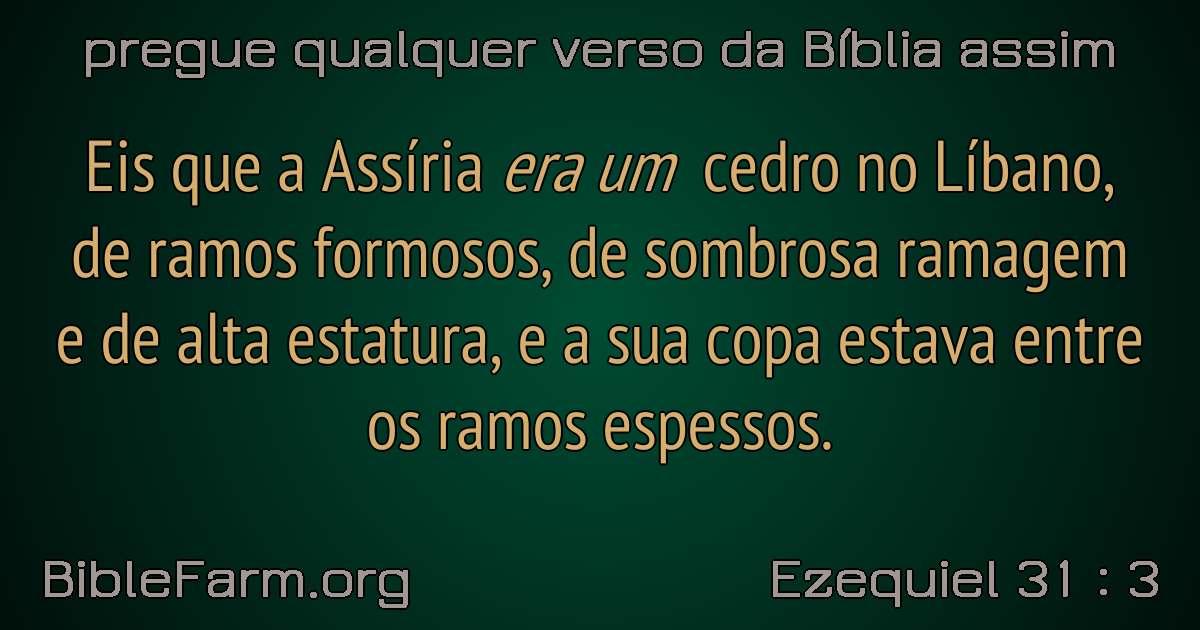 pregue qualquer verso da Bíblia assim
Eis que a Assíria era um cedro no Líbano,
de ramos formosos, de sombrosa ramagem
e de alta estatura, e a sua copa estava entre
os ramos espessos.
BibleFarm.org
Ezequiel 31 : 3